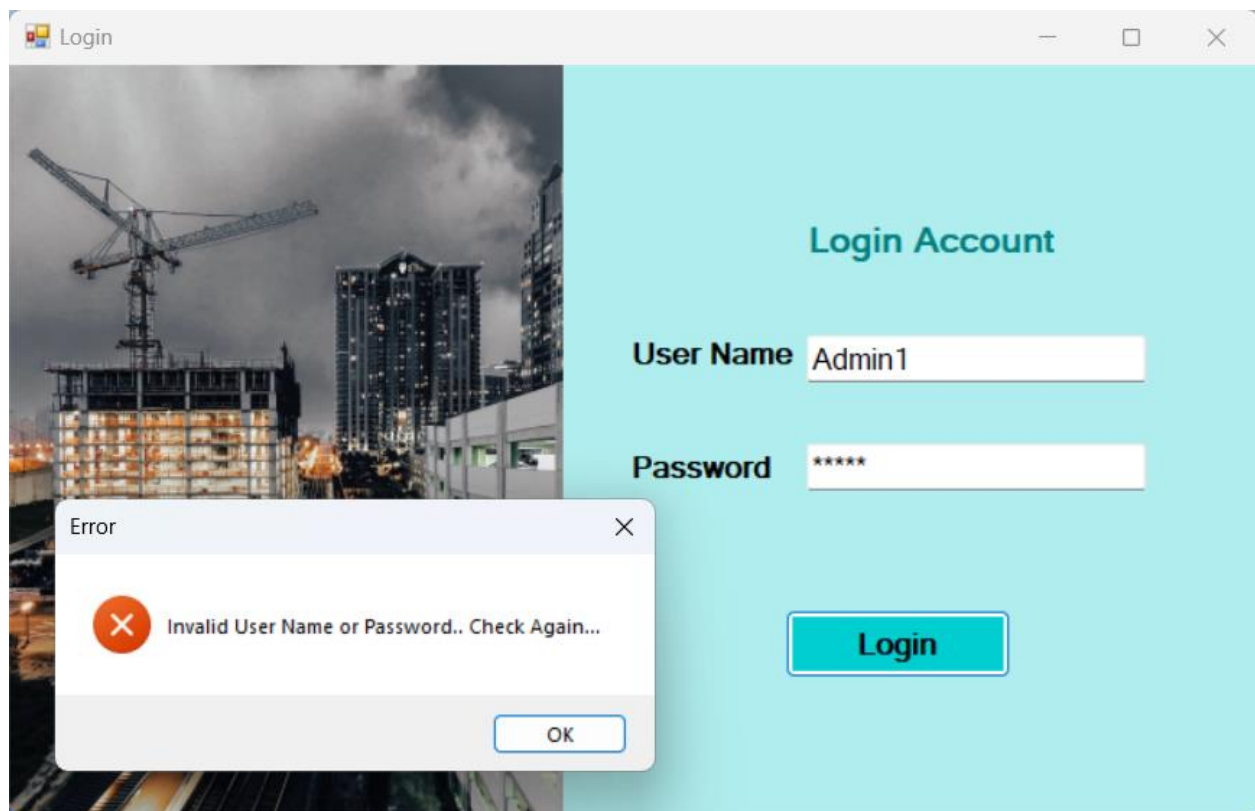 Login
Login Account
User Name Admin1
Password *****
Error
Invalid User Name or Password.. Check Again...
Login
OK